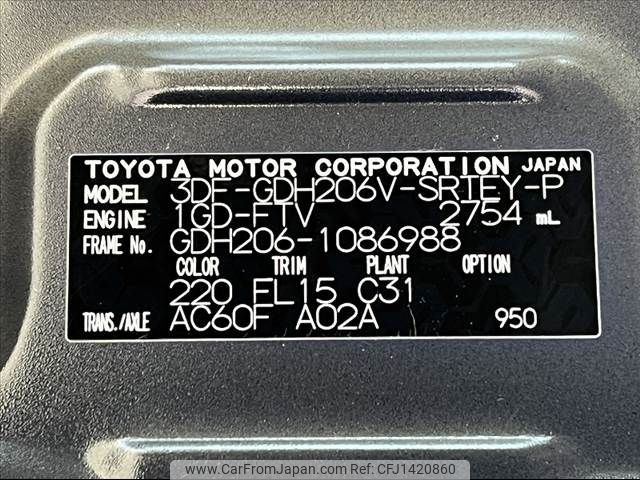 TOYOTA MOTOR CORPORATION JAPAN
MODEL 3DF-GDH206V-SRTEY-P
ENGINE 1GD-FTV 2754 mL
FRAME No. GDH206-1086988
COLOR TRIM PLANT OPTION
220 FL15 C31
TRANS./AXLE AC60F A02A 950
www.CarFromJapan.com - Ref:CFJ1420860